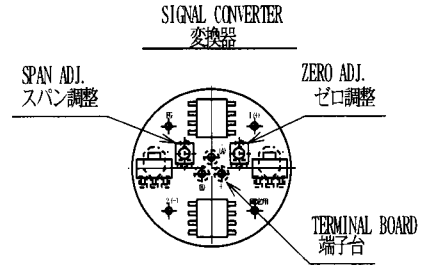 SIGNAL CONVERTER
変換器
SPAN ADJ.
スパン調整
ZERO ADJ.
ゼロ調整
TERMINAL BOARD
端子台